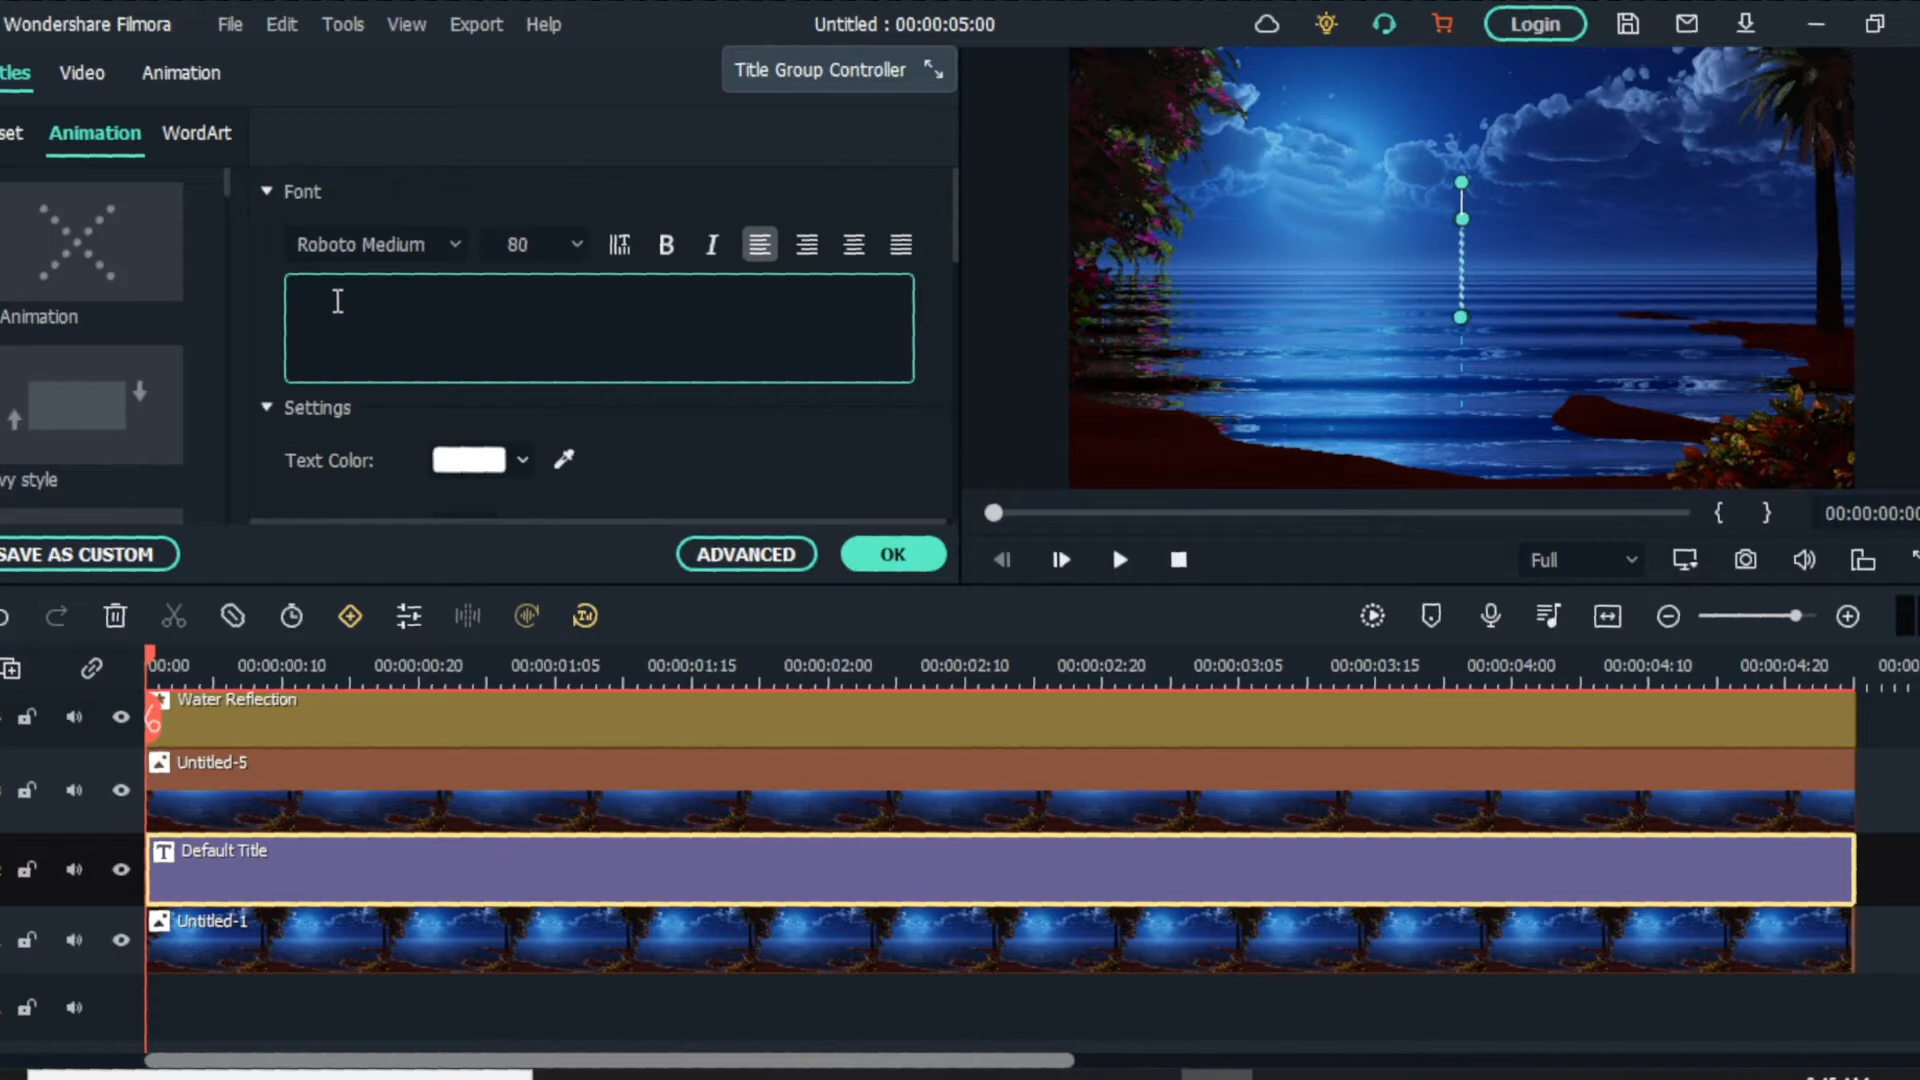 Wondershare Filmora File Edit Tools View Export Help Untitled : 00:00:05:00 Login
tles Video Animation Title Group Controller
set Animation WordArt
Font
Roboto Medium 80 B I
Animation
Settings
Text Color:
vy style
SAVE AS CUSTOM ADVANCED OK
{ } 00:00:00:00
Full
00:00 00:00:00:10 00:00:00:20 00:00:01:05 00:00:01:15 00:00:02:00 00:00:02:10 00:00:02:20 00:00:03:05 00:00:03:15 00:00:04:00 00:00:04:10 00:00:04:20 00:00
Water Reflection
Untitled-5
T Default Title
Untitled-1